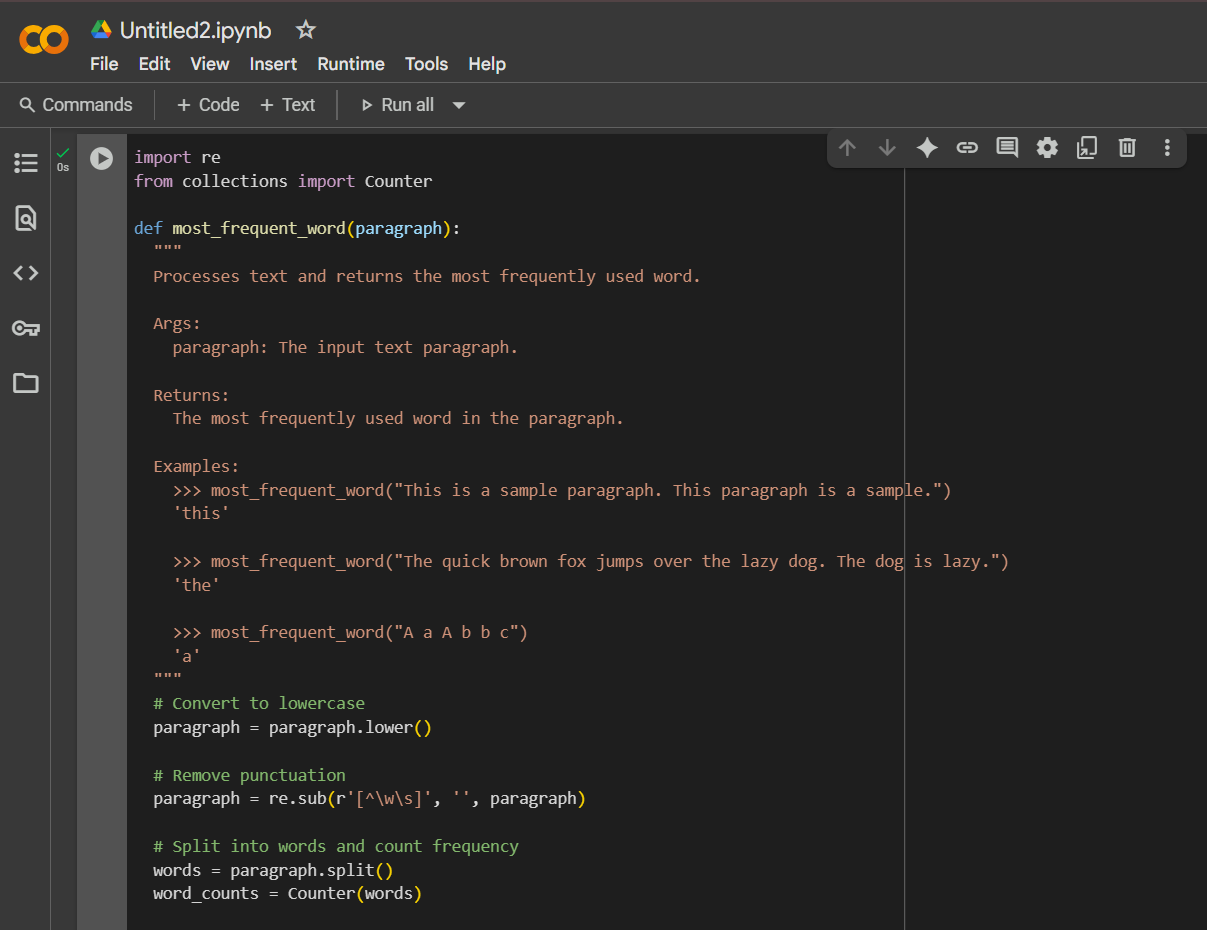 Untitled2.ipynb
File Edit View Insert Runtime Tools Help
Commands + Code + Text Run all
0s
import re
from collections import Counter
def most_frequent_word(paragraph):
"""
Processes text and returns the most frequently used word.
Args:
paragraph: The input text paragraph.
Returns:
The most frequently used word in the paragraph.
Examples:
>>> most_frequent_word("This is a sample paragraph. This paragraph is a sample.")
'this'
>>> most_frequent_word("The quick brown fox jumps over the lazy dog. The dog is lazy.")
'the'
>>> most_frequent_word("A a A b b c")
'a'
"""
# Convert to lowercase
paragraph = paragraph.lower()
# Remove punctuation
paragraph = re.sub(r'[^\w\s]', '', paragraph)
# Split into words and count frequency
words = paragraph.split()
word_counts = Counter(words)